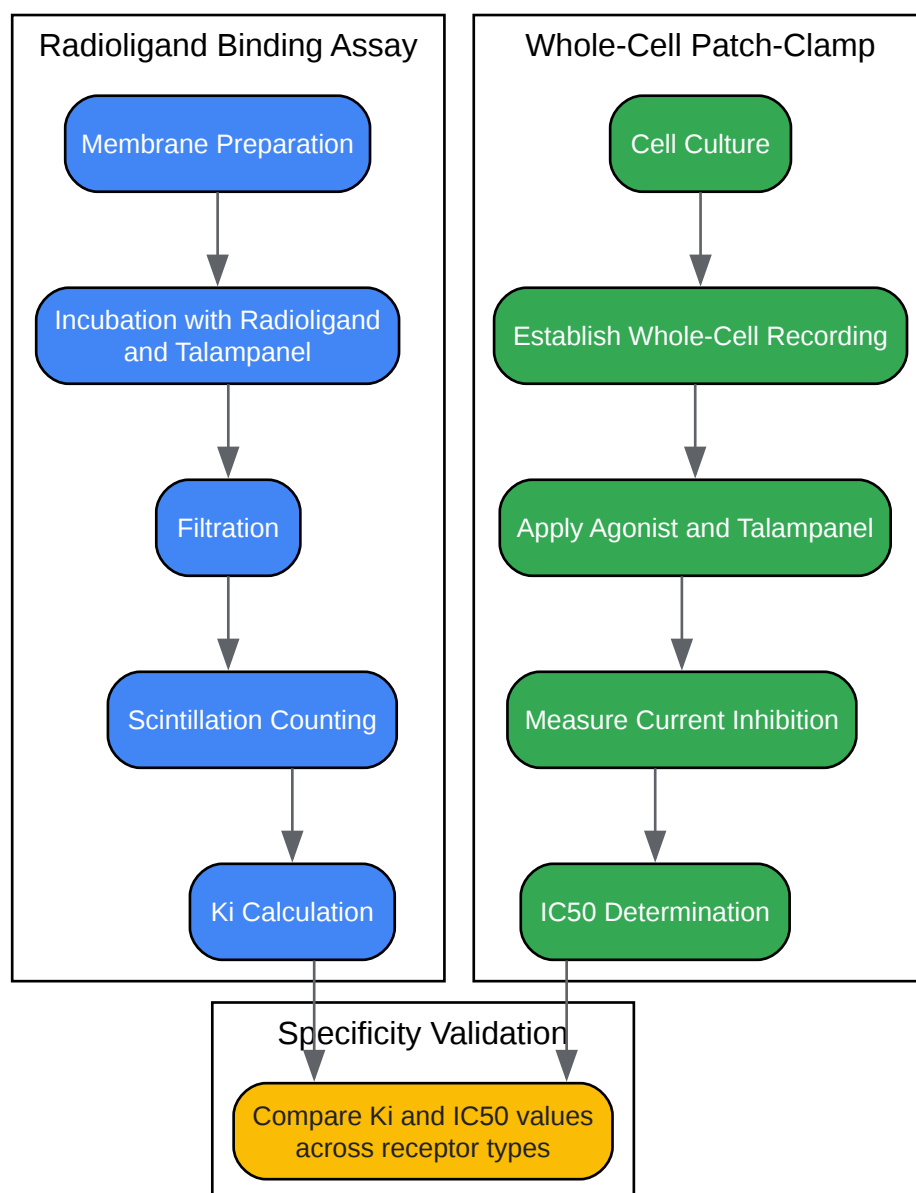 Radioligand Binding Assay
Membrane Preparation
Incubation with Radioligand
and Talampanel
Filtration
Scintillation Counting
Ki Calculation
Whole-Cell Patch-Clamp
Cell Culture
Establish Whole-Cell Recording
Apply Agonist and Talampanel
Measure Current Inhibition
IC50 Determination
Specificity Validation
Compare Ki and IC50 values
across receptor types